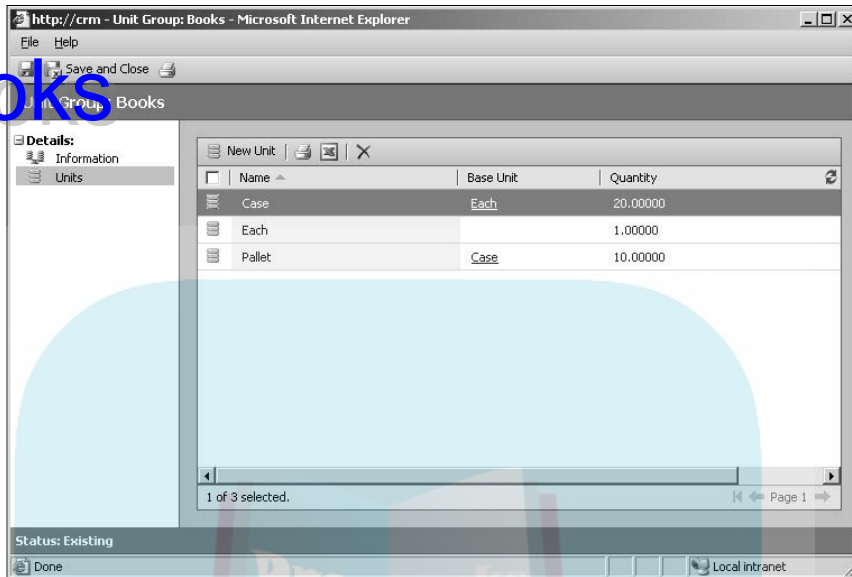 http://crm - Unit Group: Books - Microsoft Internet Explorer
File Help
Save and Close
oks
Unit Group: Books
Details:
Information
Units
New Unit
Name Base Unit Quantity
Case Each 20.00000
Each 1.00000
Pallet Case 10.00000
1 of 3 selected. Page 1
Status: Existing
Done Local intranet